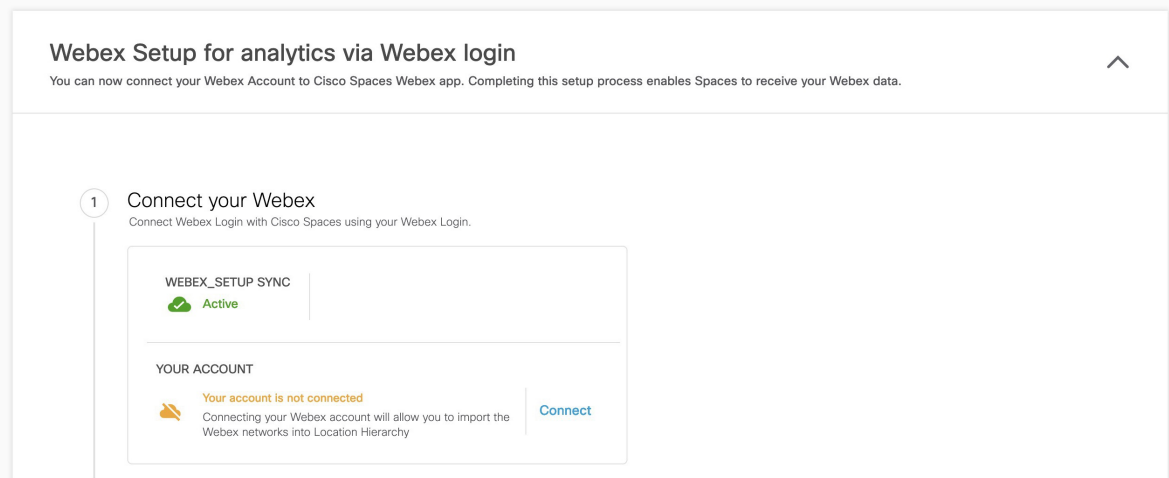 Webex Setup for analytics via Webex login
You can now connect your Webex Account to Cisco Spaces Webex app. Completing this setup process enables Spaces to receive your Webex data.
1
Connect your Webex
Connect Webex Login with Cisco Spaces using your Webex Login.
WEBEX_SETUP SYNC
Active
YOUR ACCOUNT
Your account is not connected
Connecting your Webex account will allow you to import the
Webex networks into Location Hierarchy
Connect